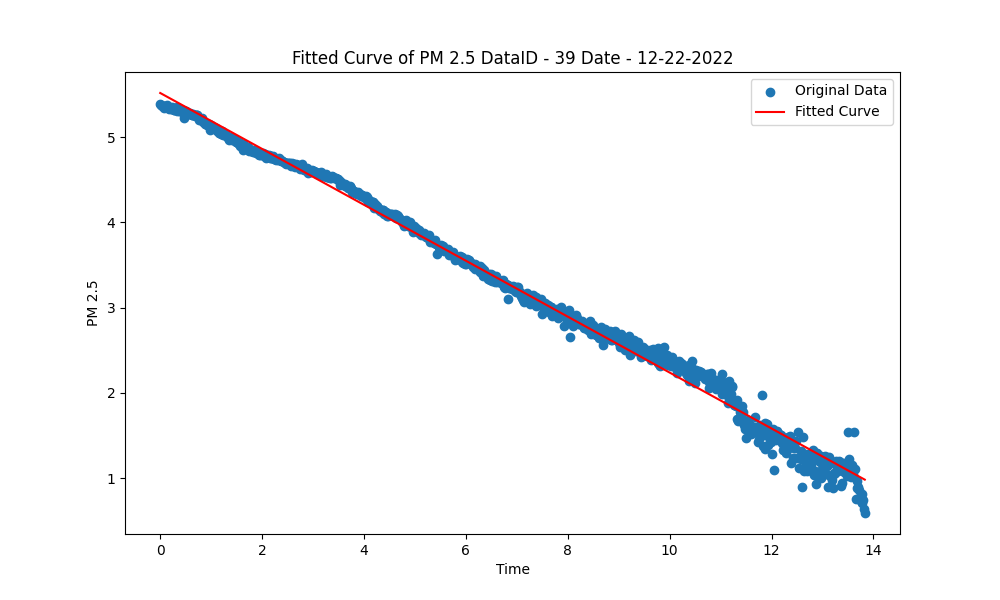 Fitted Curve of PM 2.5 DataID - 39 Date - 12-22-2022
Original Data
Fitted Curve
5
4
3
2
1
PM 2.5
0 2 4 6 8 10 12 14
Time